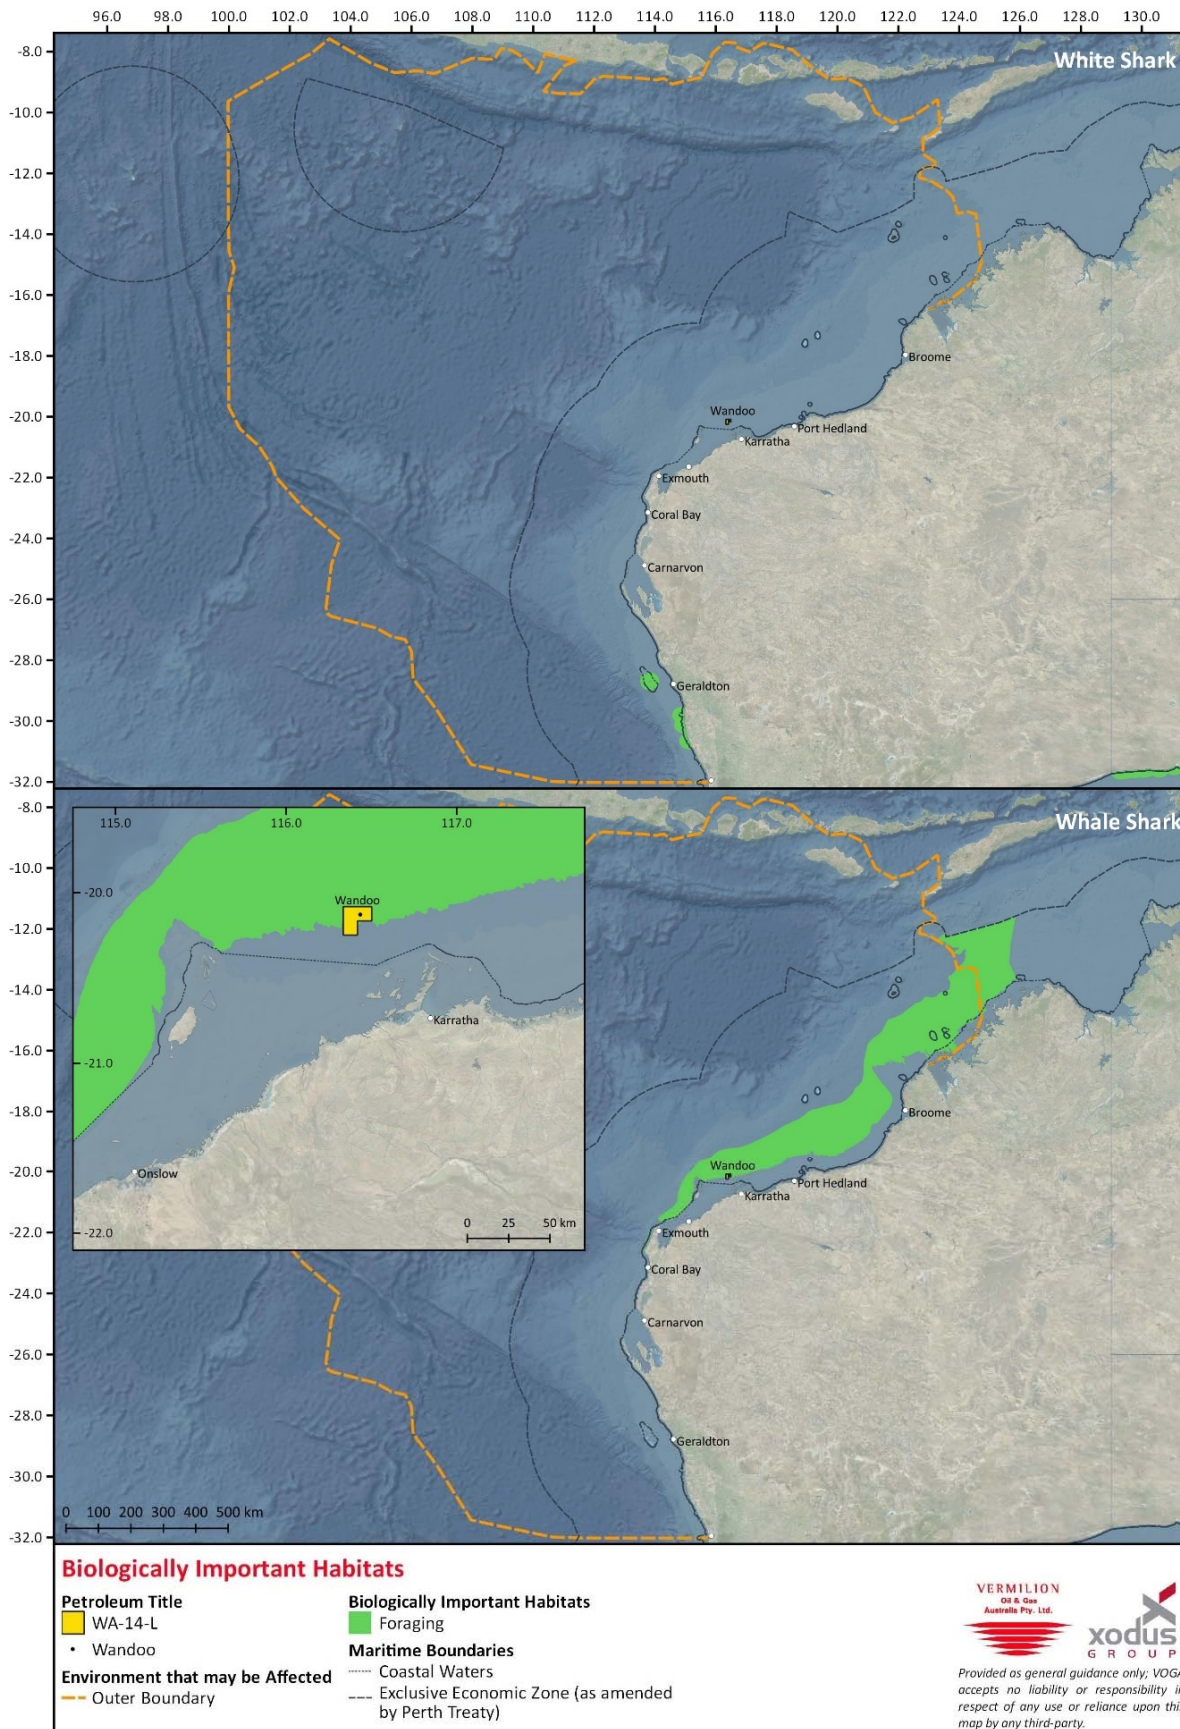 96.0 98.0 100.0 102.0 104.0 106.0 108.0 110.0 112.0 114.0 116.0 118.0 120.0 122.0 124.0 126.0 128.0 130.0
White Shark
-8.0
-10.0
-12.0
-14.0
-16.0
-18.0
-20.0
-22.0
-24.0
-26.0
-28.0
-30.0
-32.0
Broome
Wandoo
Port Hedland
Karratha
Exmouth
Coral Bay
Carnarvon
Geraldton
Whale Shark
-8.0
-10.0
-12.0
-14.0
-16.0
-18.0
-20.0
-22.0
-24.0
-26.0
-28.0
-30.0
-32.0
115.0 116.0 117.0
-20.0
-21.0
-22.0
Wandoo
Karratha
Onslow
0 25 50 km
Broome
Wandoo
Port Hedland
Karratha
Exmouth
Coral Bay
Carnarvon
Geraldton
0 100 200 300 400 500 km
Biologically Important Habitats
Petroleum Title
WA-14-L
Wandoo
Environment that may be Affected
Outer Boundary
Biologically Important Habitats
Foraging
Maritime Boundaries
Coastal Waters
Exclusive Economic Zone (as amended
by Perth Treaty)
VERMILION
Oil & Gas
Australia Pty. Ltd.
xodus
GROUP
Provided as general guidance only; VOGA
accepts no liability or responsibility in
respect of any use or reliance upon this
map by any third-party.